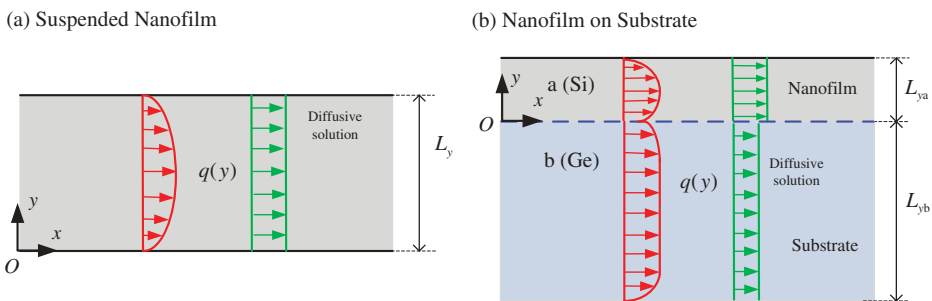 (a) Suspended Nanofilm
Diffusive
solution
q(y)
L_y
y
x
O
(b) Nanofilm on Substrate
y
a (Si)
x
Nanofilm
L_ya
O
b (Ge)
q(y)
Diffusive
solution
L_yb
Substrate